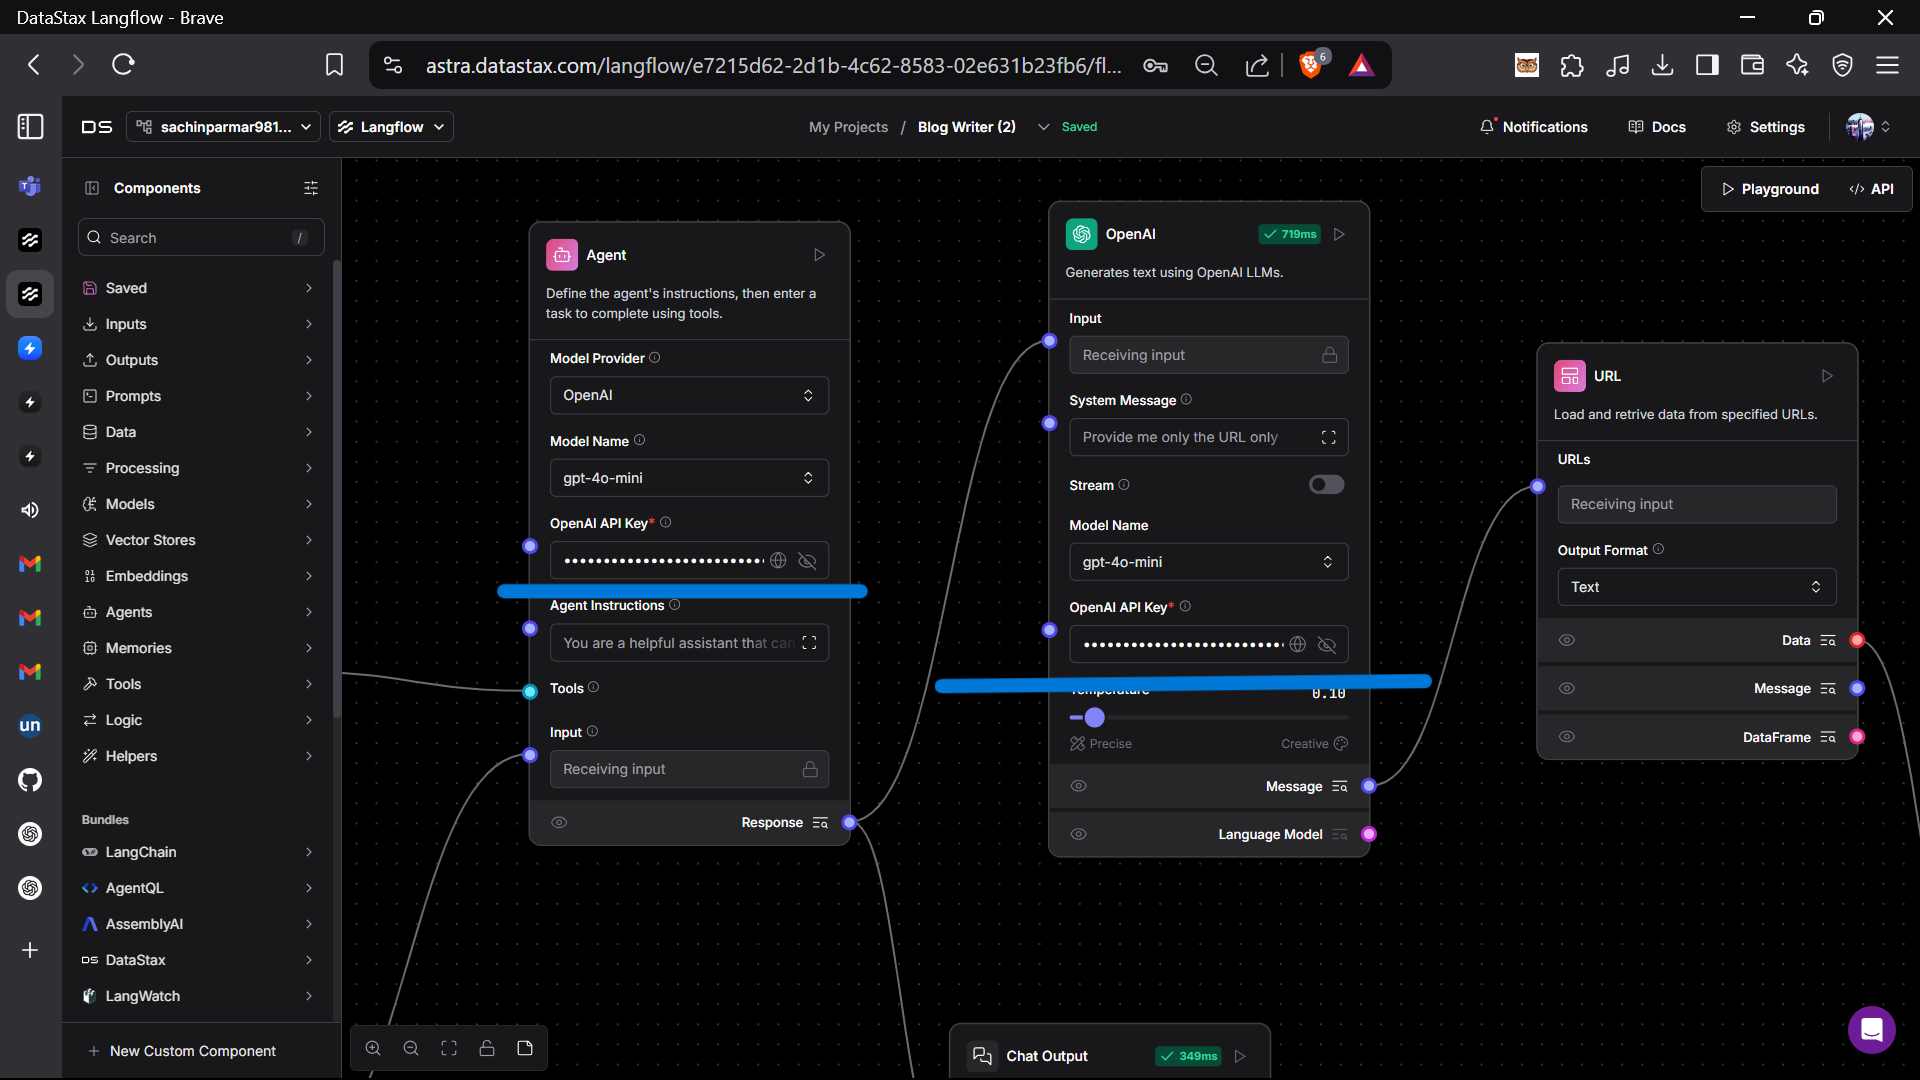 DataStax Langflow - Brave
astra.datastax.com/langflow/e7215d62-2d1b-4c62-8583-02e631b23fb6/fl...
6
DS
sachinparmar981...
Langflow
My Projects / Blog Writer (2)
Saved
Notifications
Docs
Settings
Components
Search
/
Saved
Inputs
Outputs
Prompts
Data
Processing
Models
Vector Stores
Embeddings
Agents
Memories
Tools
Logic
Helpers
Bundles
LangChain
AgentQL
AssemblyAI
DS DataStax
LangWatch
New Custom Component
un
Playground
API
Agent
Define the agent's instructions, then enter a
task to complete using tools.
Model Provider
OpenAI
Model Name
gpt-4o-mini
OpenAI API Key*
Agent Instructions
You are a helpful assistant that can
Tools
Input
Receiving input
Response
OpenAI
719ms
Generates text using OpenAI LLMs.
Input
Receiving input
System Message
Provide me only the URL only
Stream
Model Name
gpt-4o-mini
OpenAI API Key*
Temperature
0.10
Precise
Creative
Message
Language Model
URL
Load and retrive data from specified URLs.
URLs
Receiving input
Output Format
Text
Data
Message
DataFrame
Chat Output
349ms